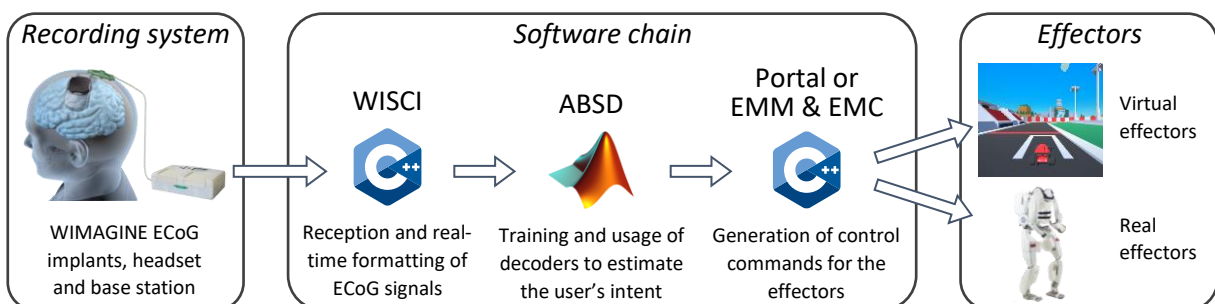 Recording system
WIMAGINE ECoG
implants, headset
and base station
Software chain
WISCI
C++
Reception and real-
time formatting of
ECoG signals
ABSD
Training and usage of
decoders to estimate
the user's intent
Portal or
EMM & EMC
C++
Generation of control
commands for the
effectors
Effectors
Virtual
effectors
Real
effectors